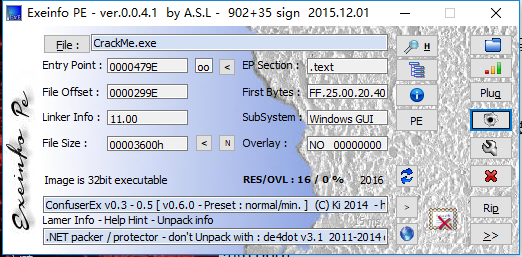 Exeinfo PE - ver.0.0.4.1 by A.S.L - 902+35 sign 2015.12.01
File : CrackMe.exe H
Entry Point : 0000479E oo < EP Section : .text
File Offset : 0000299E First Bytes : FF.25.00.20.40 Plug
Linker Info : 11.00 SubSystem : Windows GUI PE
File Size : 00003600h < N Overlay : NO 00000000
Image is 32bit executable RES/OVL : 16 / 0 % 2016
ConfuserEx v0.3 - 0.5 [ v0.6.0 - Preset : normal/min. ] (C) Ki 2014 - h > Rip
Lamer Info - Help Hint - Unpack info
.NET packer / protector - don't Unpack with : de4dot v3.1 2011-2014 >>
Exeinfo Pe